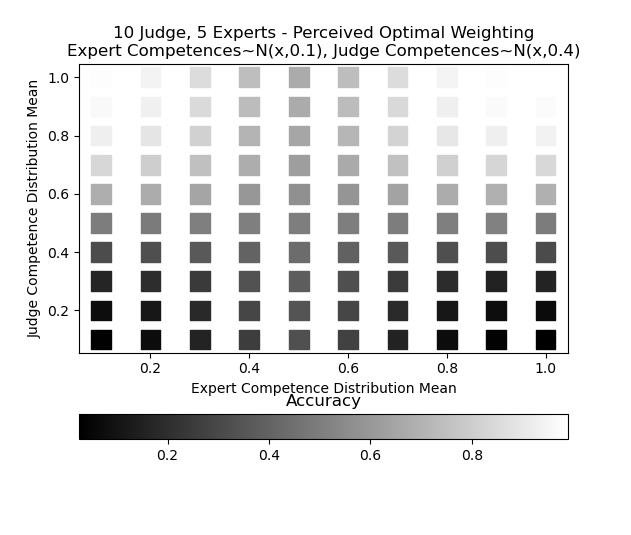 10 Judge, 5 Experts - Perceived Optimal Weighting
Expert Competences~N(x,0.1), Judge Competences~N(x,0.4)
Judge Competence Distribution Mean
1.0
0.8
0.6
0.4
0.2
0.2 0.4 0.6 0.8 1.0
Expert Competence Distribution Mean
Accuracy
0.2 0.4 0.6 0.8